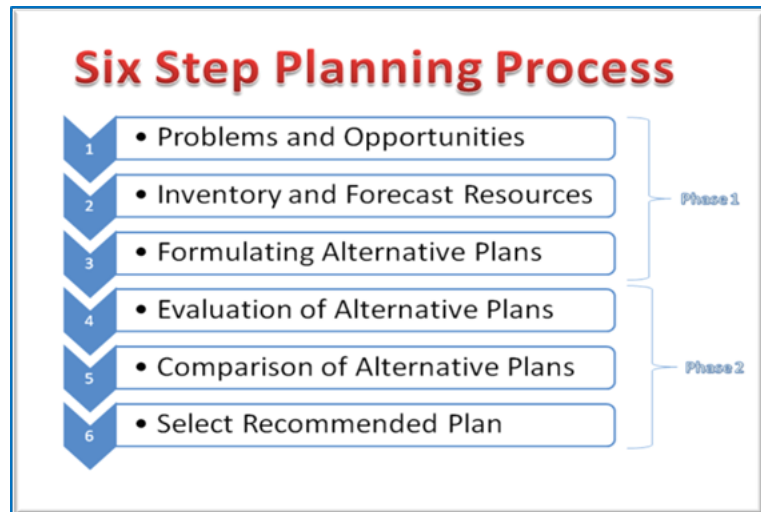 Six Step Planning Process
1 • Problems and Opportunities
2 • Inventory and Forecast Resources
3 • Formulating Alternative Plans
Phase 1
4 • Evaluation of Alternative Plans
5 • Comparison of Alternative Plans
6 • Select Recommended Plan
Phase 2